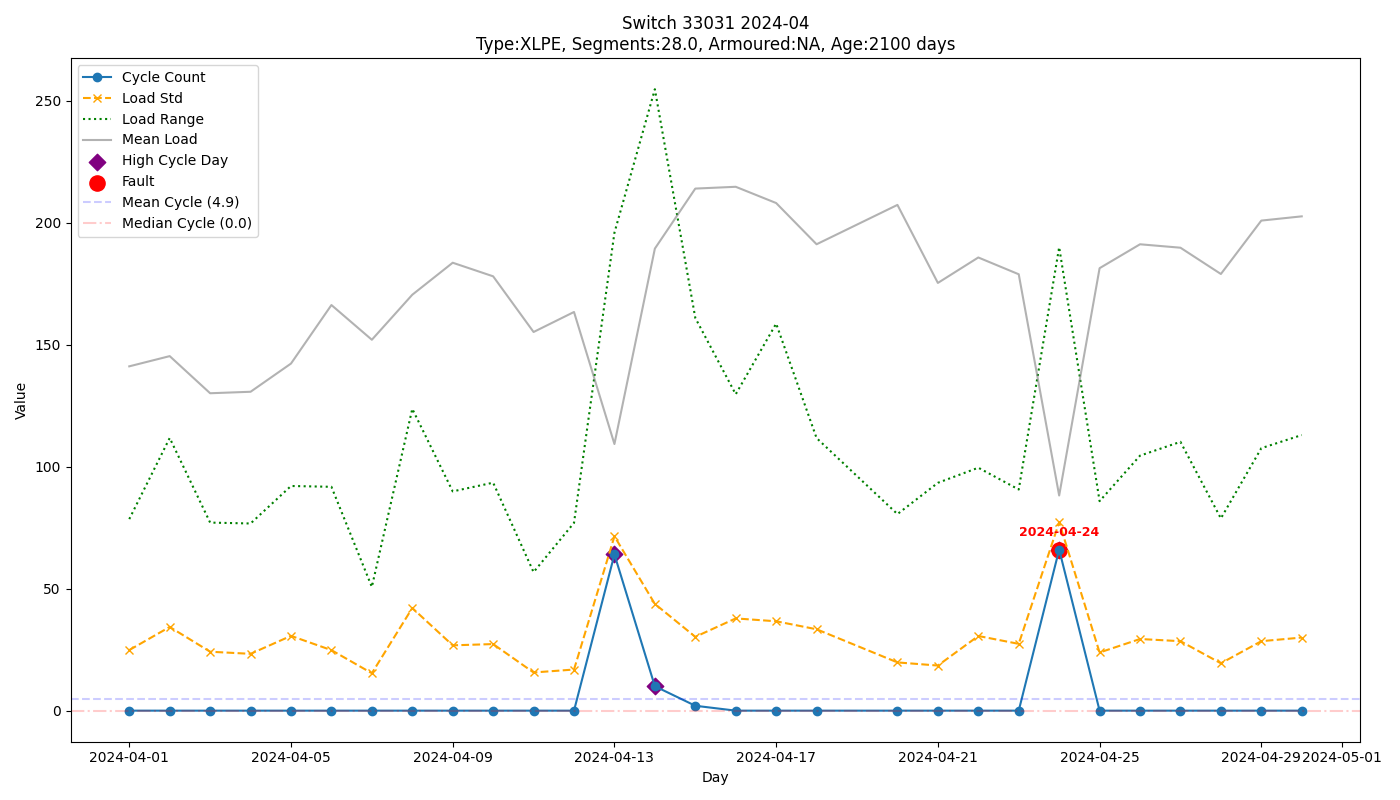 Switch 33031 2024-04
Type:XLPE, Segments:28.0, Armoured:NA, Age:2100 days
Cycle Count
Load Std
Load Range
Mean Load
High Cycle Day
Fault
Mean Cycle (4.9)
Median Cycle (0.0)
Value
250
200
150
100
50
0
2024-04-24
2024-04-01 2024-04-05 2024-04-09 2024-04-13 2024-04-17 2024-04-21 2024-04-25 2024-04-29 2024-05-01
Day